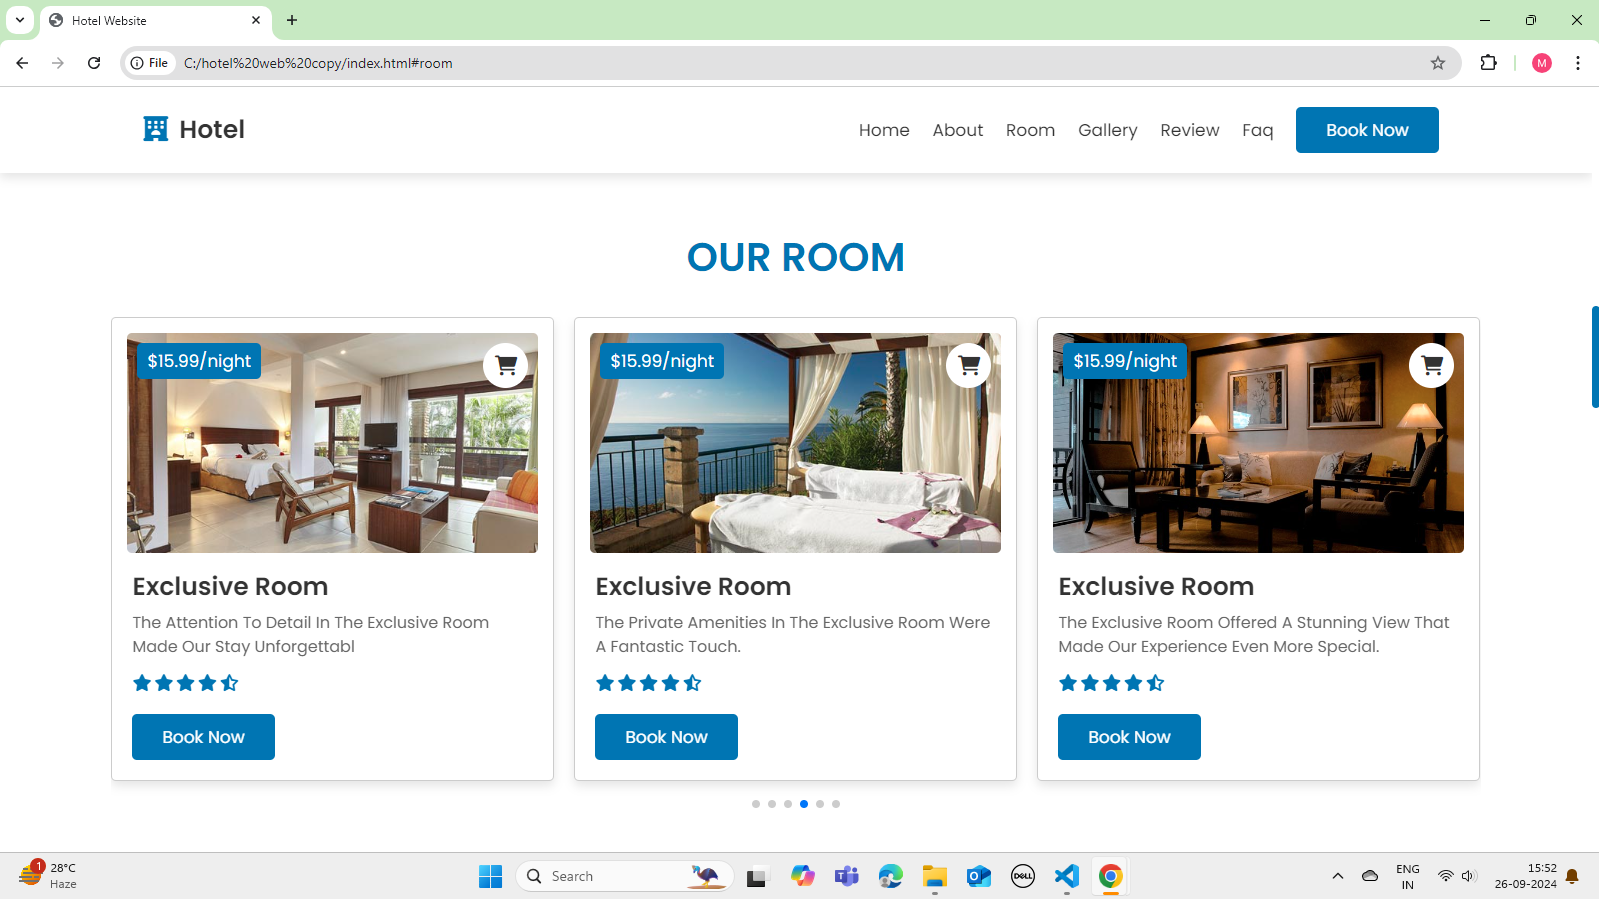 Hotel Website
File
C:/hotel%20web%20copy/index.html#room
M
Hotel
Home
About
Room
Gallery
Review
Faq
Book Now
OUR ROOM
$15.99/night
$15.99/night
$15.99/night
Exclusive Room
The Attention To Detail In The Exclusive Room
Made Our Stay Unforgettabl
Book Now
Exclusive Room
The Private Amenities In The Exclusive Room Were
A Fantastic Touch.
Book Now
Exclusive Room
The Exclusive Room Offered A Stunning View That
Made Our Experience Even More Special.
Book Now
1
28°C
Haze
Search
DELL
ENG
IN
15:52
26-09-2024